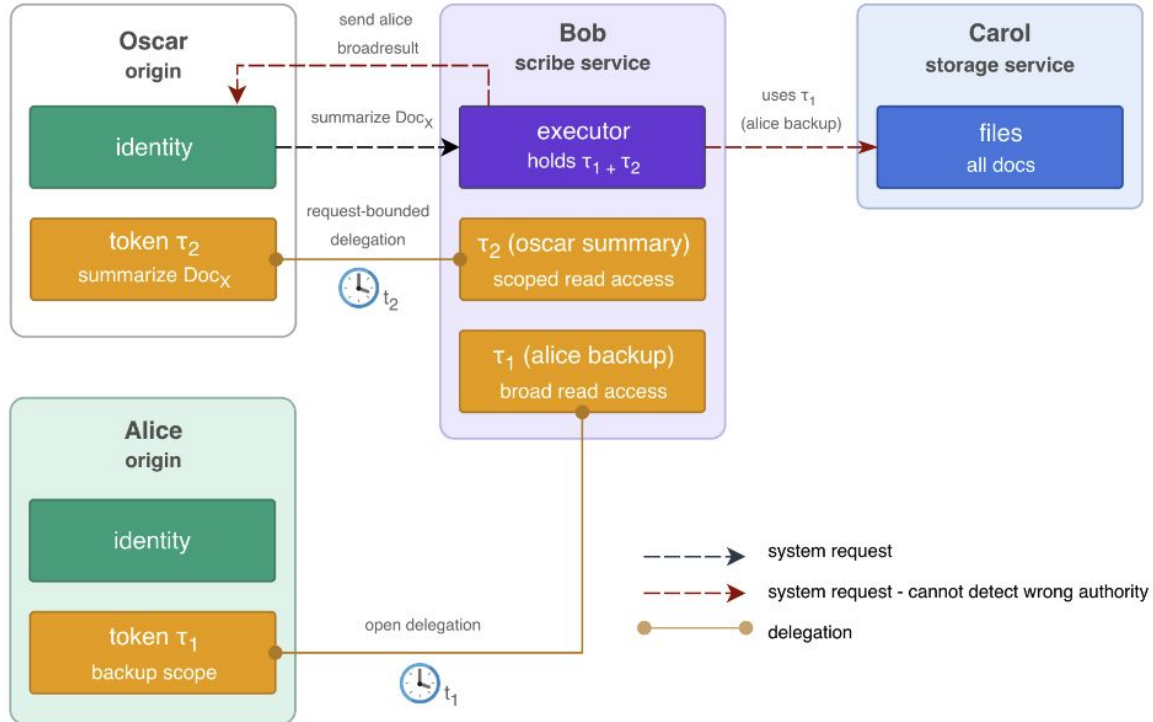 Oscar
origin
identity
token τ₂
summarize Docₓ
send alice
broadresult
summarize Docₓ
request-bounded
delegation
t₂
Bob
scribe service
executor
holds τ₁ + τ₂
τ₂ (oscar summary)
scoped read access
τ₁ (alice backup)
broad read access
uses τ₁
(alice backup)
Carol
storage service
files
all docs
Alice
origin
identity
token τ₁
backup scope
open delegation
t₁
system request
system request - cannot detect wrong authority
delegation